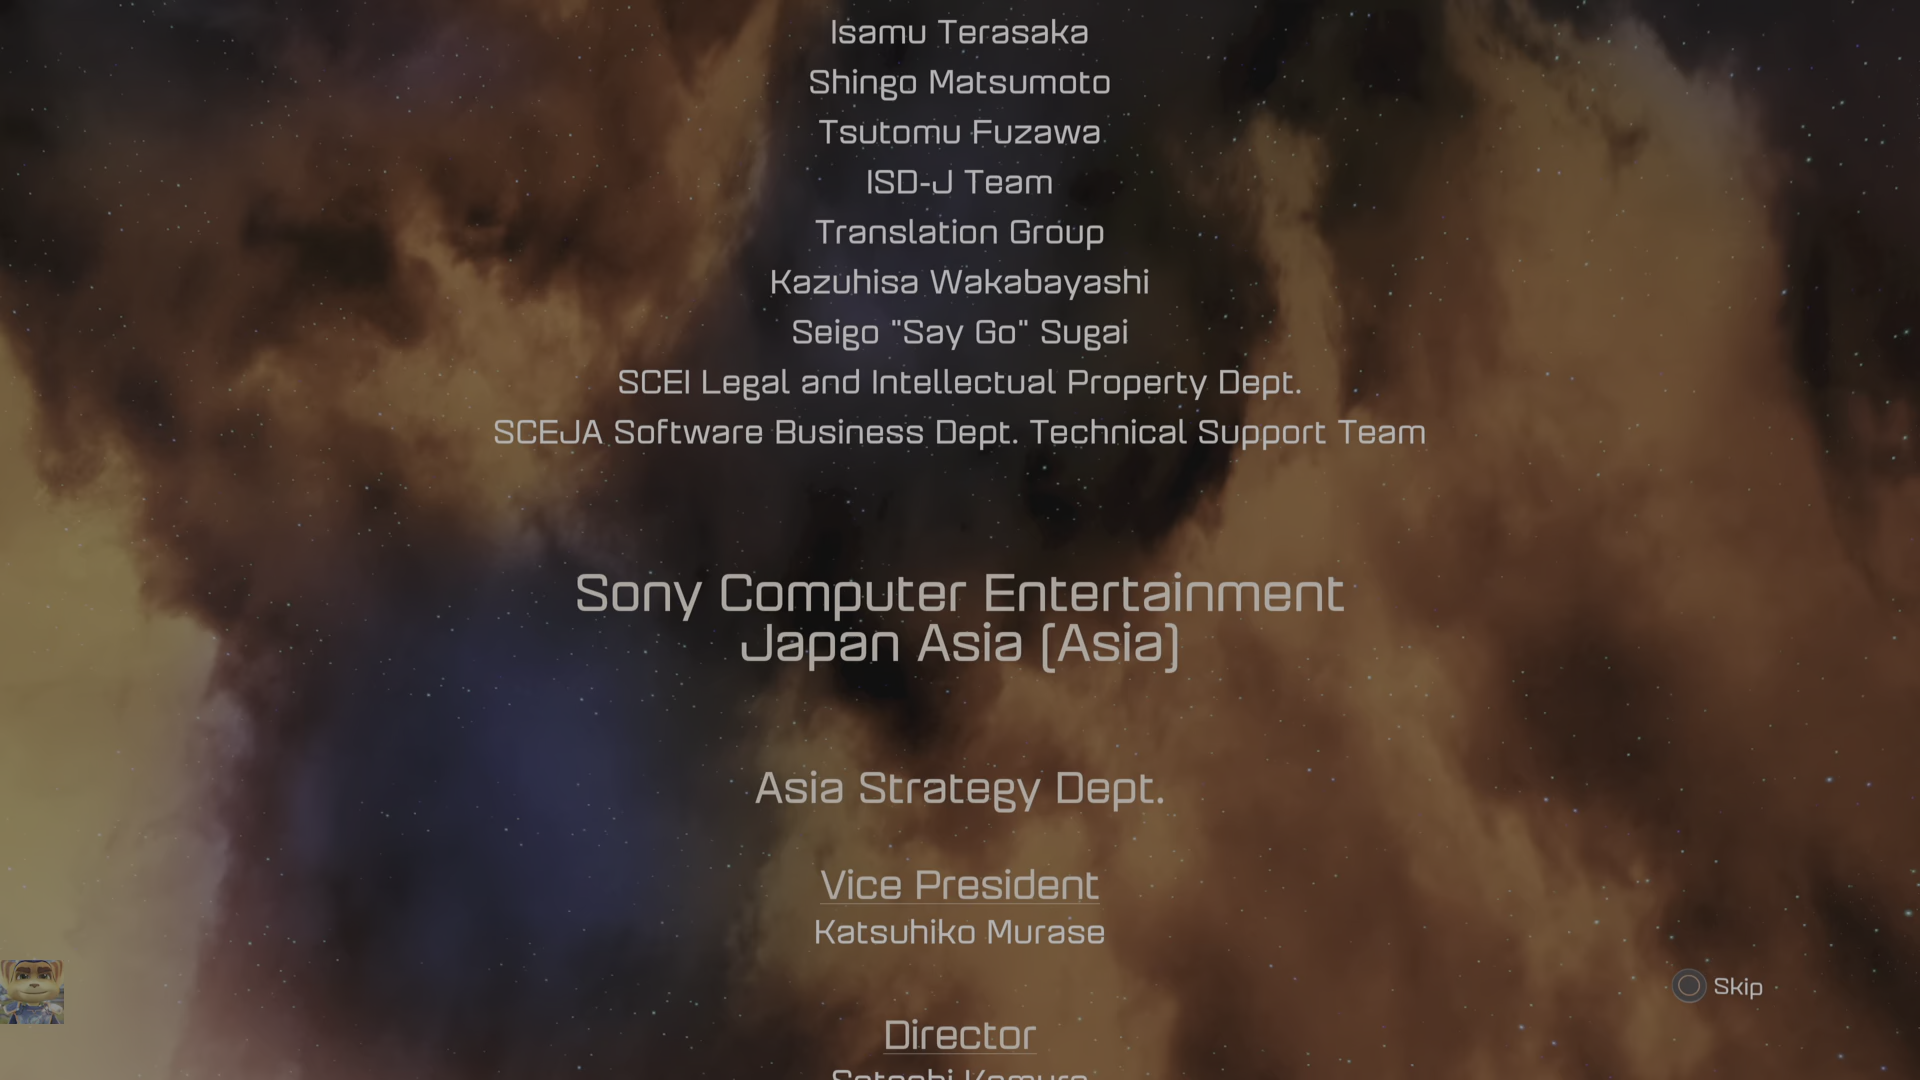 Isamu Terasaka
Shingo Matsumoto
Tsutomu Fuzawa
ISD-J Team
Translation Group
Kazuhisa Wakabayashi
Seigo "Say Go" Sugai
SCEI Legal and Intellectual Property Dept.
SCEJA Software Business Dept. Technical Support Team
Sony Computer Entertainment
Japan Asia (Asia)
Asia Strategy Dept.
Vice President
Katsuhiko Murase
Skip
Director